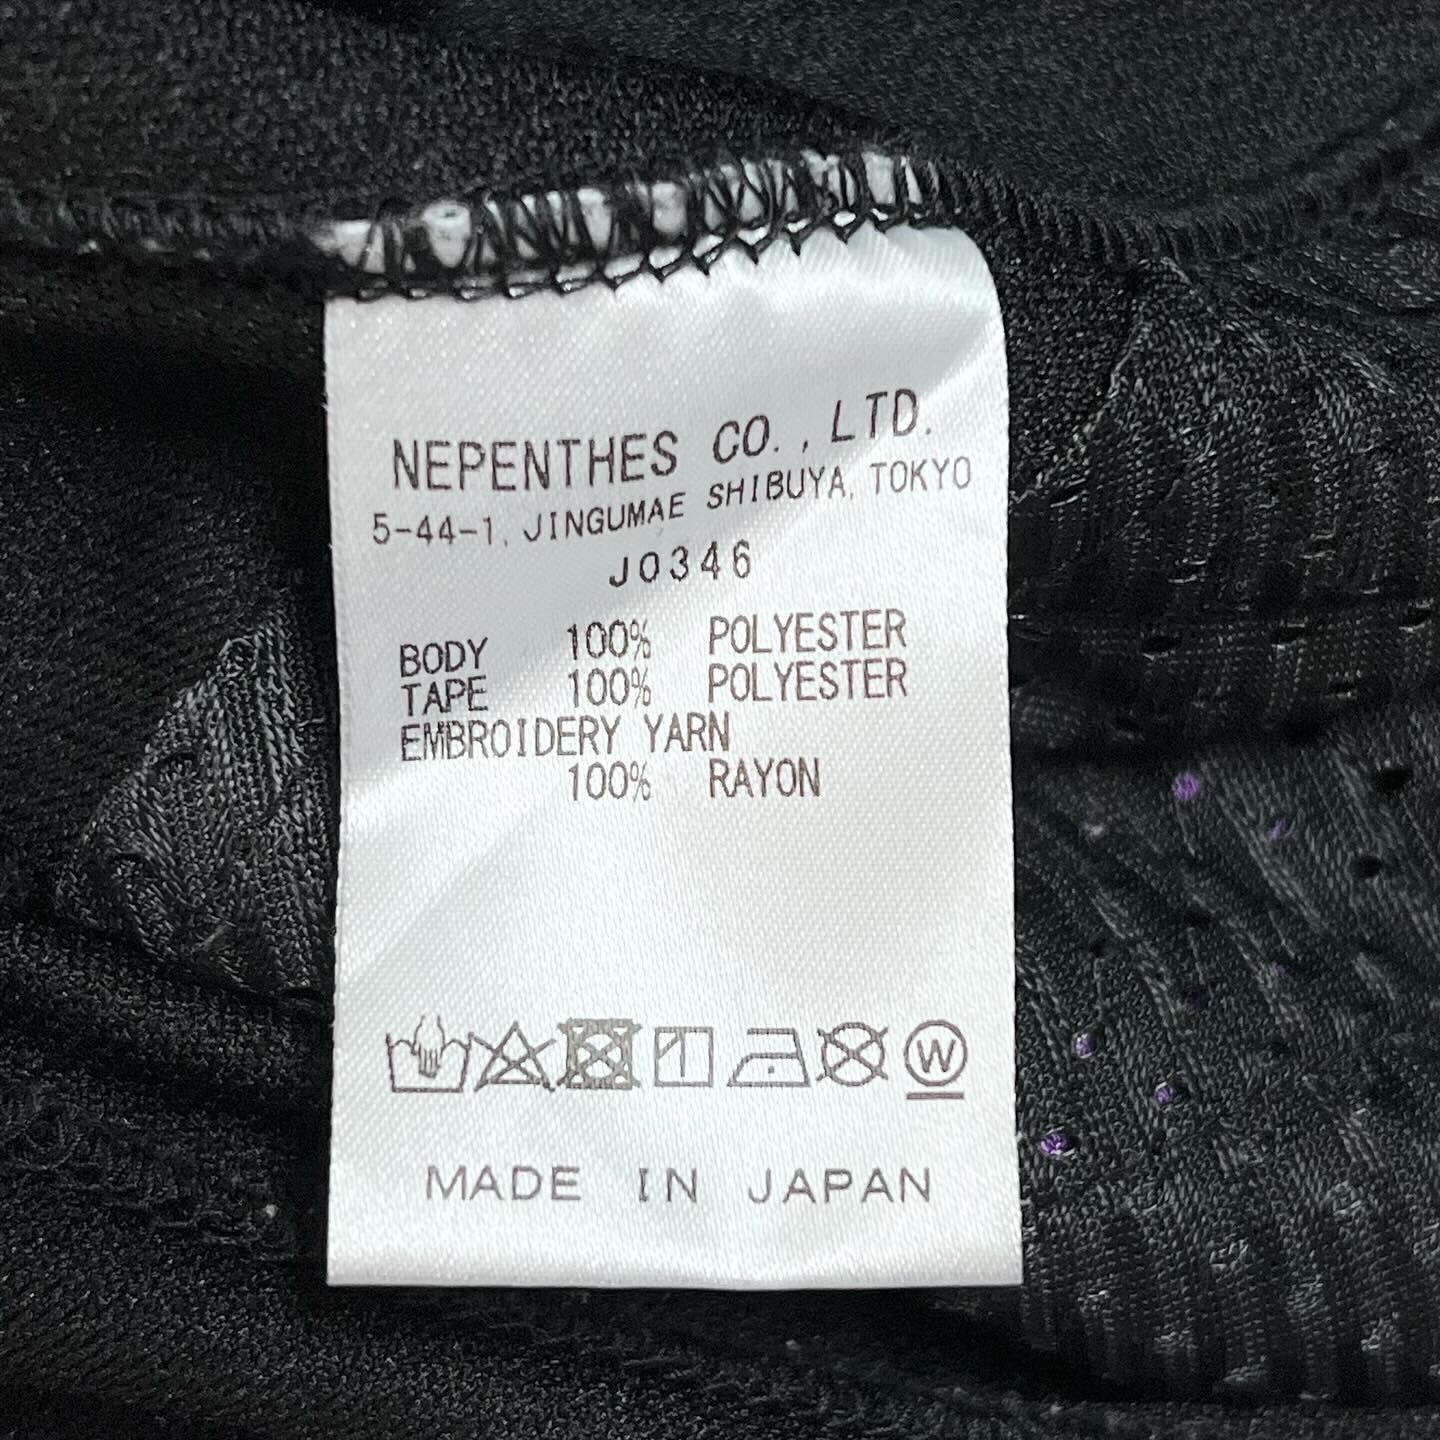 NEPENTHES CO., LTD.
5-44-1, JINGUMAE SHIBUYA, TOKYO
J0346
BODY 100% POLYESTER
TAPE 100% POLYESTER
EMBROIDERY YARN
100% RAYON
W
MADE IN JAPAN